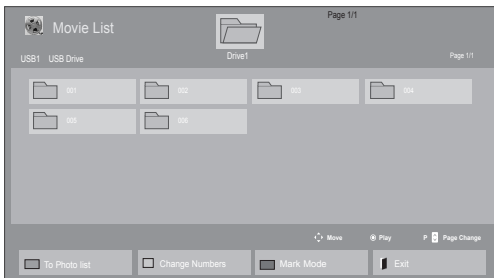 Page 1/1
Movie List
Drive1
USB1 USB Drive
Page 1/1
001 002 003 004
005 006
Move Play P Page Change
To Photo list Change Numbers Mark Mode Exit